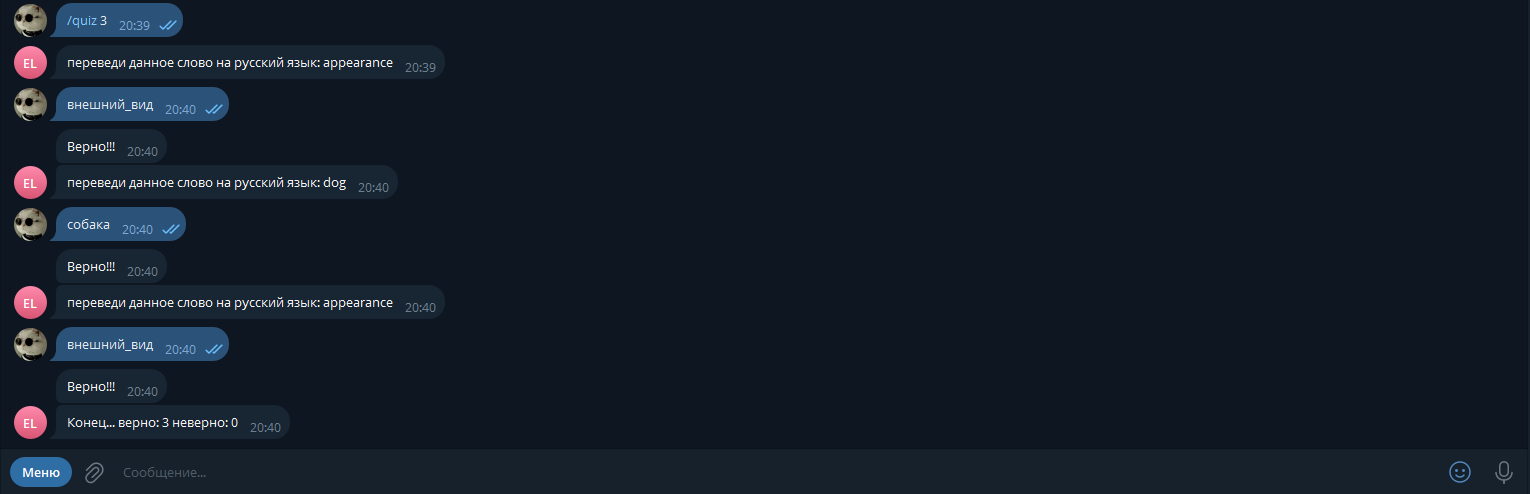 /quiz 3 20:39
EL переведи данное слово на русский язык: appearance 20:39
внешний_вид 20:40
Верно!!! 20:40
EL переведи данное слово на русский язык: dog 20:40
собака 20:40
Верно!!! 20:40
EL переведи данное слово на русский язык: appearance 20:40
внешний_вид 20:40
Верно!!! 20:40
EL Конец... верно: 3 неверно: 0 20:40
Меню Сообщение...